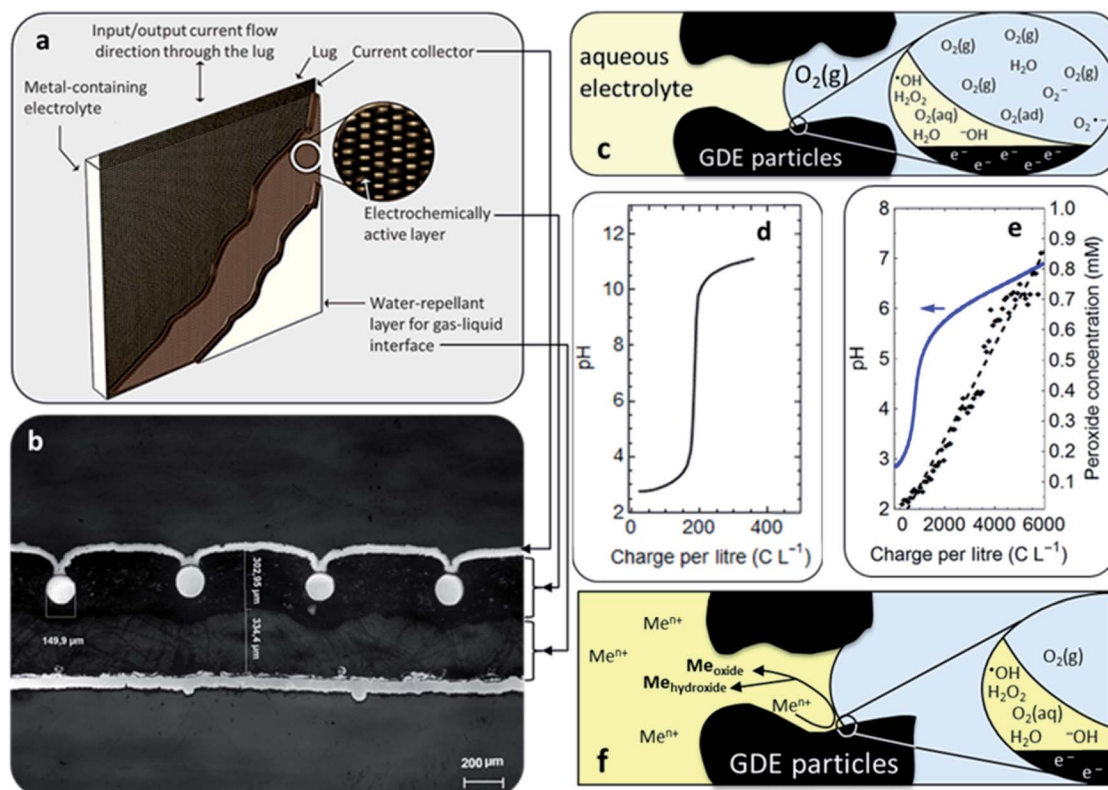 a
Input/output current flow
direction through the lug
Lug
Current collector
Metal-containing
electrolyte
Electrochemically
active layer
Water-repellant
layer for gas-liquid
interface
b
302,95 µm
334,4 µm
149,9 µm
200 µm
c
aqueous
electrolyte
O₂(g)
GDE particles
O₂(g)
O₂(g)
H₂O
O₂(g)
•OH
H₂O₂
O₂(g)
O₂⁻
O₂(aq)
O₂(ad)
O₂•⁻
H₂O
⁻OH
e⁻ e⁻ e⁻ e⁻ e⁻ e⁻
d
12
10
8
6
4
2
pH
0 200 400
Charge per litre (C L⁻¹)
e
8
7
6
5
4
3
2
pH
1.0
0.9
0.8
0.7
0.6
0.5
0.4
0.3
0.2
0.1
Peroxide concentration (mM)
0 2000 4000 6000
Charge per litre (C L⁻¹)
f
Meⁿ⁺
Meⁿ⁺
Meⁿ⁺
Meⁿ⁺
Me oxide
Me hydroxide
Meⁿ⁺
GDE particles
O₂(g)
•OH
H₂O₂
O₂(aq)
H₂O
⁻OH
e⁻ e⁻ e⁻